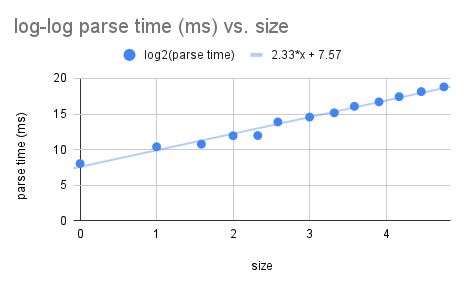 log-log parse time (ms) vs. size
log2(parse time) 2.33*x + 7.57
20
15
10
5
0
parse time (ms)
0 1 2 3 4
size